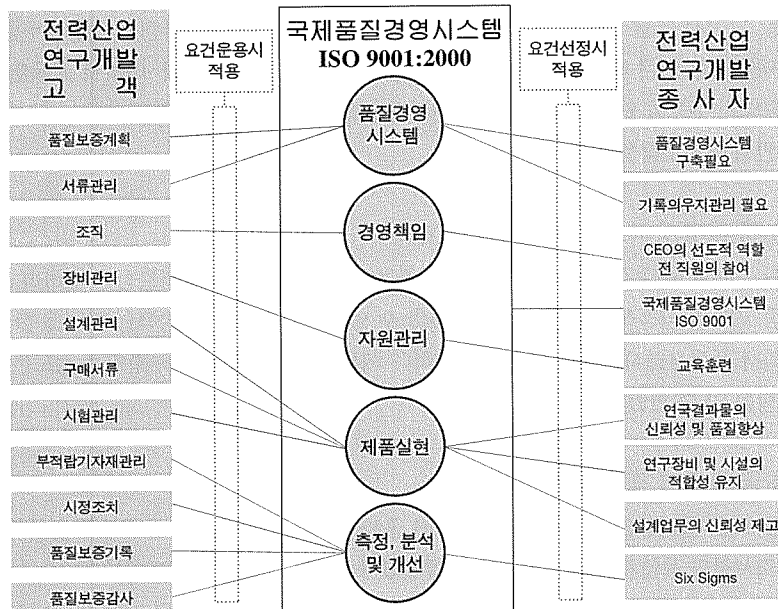 전력산업
연구개발
고 객
품질보증계획
서류관리
조직
장비관리
설계관리
구매서류
시험관리
부적랍기자재관리
시정조치
품질보증기록
품질보증감사
요건운용시
적용
국제품질경영시스템
ISO 9001:2000
품질경영
시스템
경영책임
자원관리
제품실현
측정, 분석
및 개선
요건선정시
적용
전력산업
연구개발
종 사 자
품질경영시스템
구축필요
기록의우지관리 필요
CEO의 선도적 역할
전 직원의 참여
국제품질경영시스템
ISO 9001
교육훈련
연국결과물의
신뢰성 및 품질향상
연구장비 및 시설의
적합성 유지
설계업무의 신뢰성 제고
Six Sigms